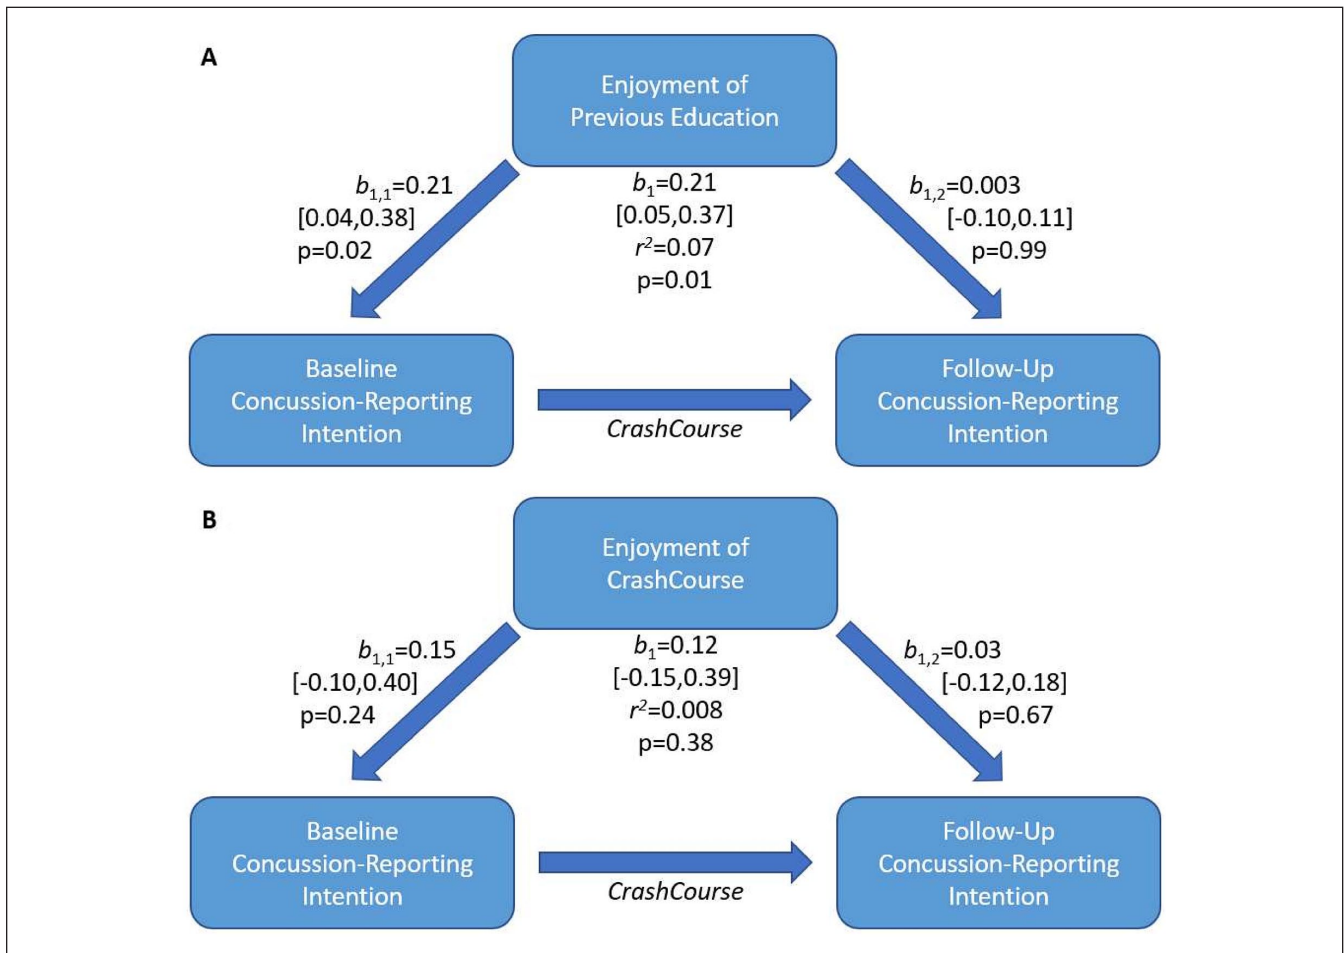 A
Enjoyment of
Previous Education
b1,1=0.21
[0.04,0.38]
p=0.02
b1=0.21
[0.05,0.37]
r²=0.07
p=0.01
b1,2=0.003
[-0.10,0.11]
p=0.99
Baseline
Concussion-Reporting
Intention
CrashCourse
Follow-Up
Concussion-Reporting
Intention
B
Enjoyment of
CrashCourse
b1,1=0.15
[-0.10,0.40]
p=0.24
b1=0.12
[-0.15,0.39]
r²=0.008
p=0.38
b1,2=0.03
[-0.12,0.18]
p=0.67
Baseline
Concussion-Reporting
Intention
CrashCourse
Follow-Up
Concussion-Reporting
Intention